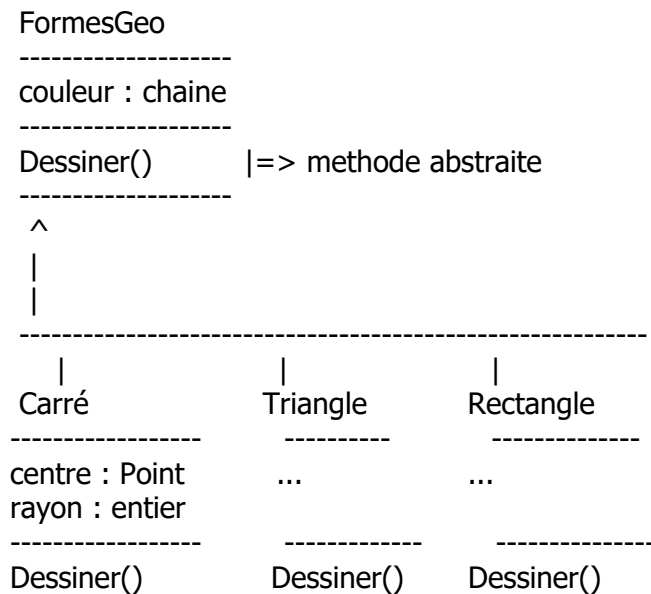 FormesGeo
--------------------
couleur : chaine
--------------------
Dessiner() |=> methode abstraite
--------------------
^
|
|
-----------------------------------------------------------
| | |
Carré Triangle Rectangle
------------------ ---------- --------------
centre : Point ... ...
rayon : entier
------------------ ------------- ---------------
Dessiner() Dessiner() Dessiner()